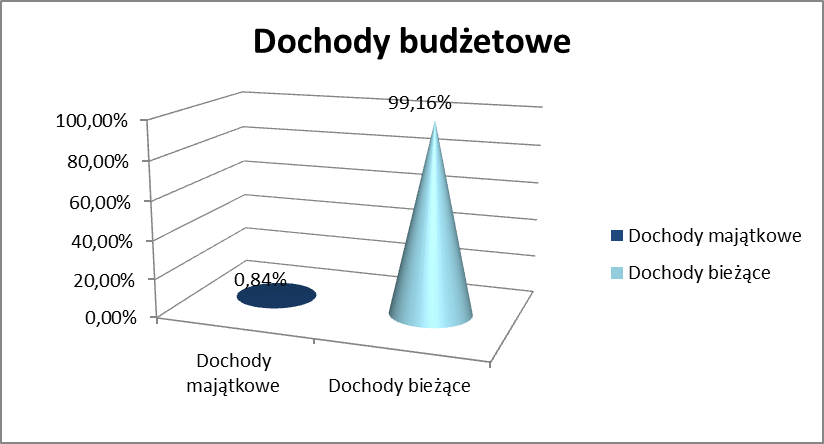 Dochody budżetowe
99,16%
100,00%
80,00%
60,00%
40,00%
20,00%
0,00%
0,84%
Dochody
majątkowe
Dochody bieżące
Dochody majątkowe
Dochody bieżące